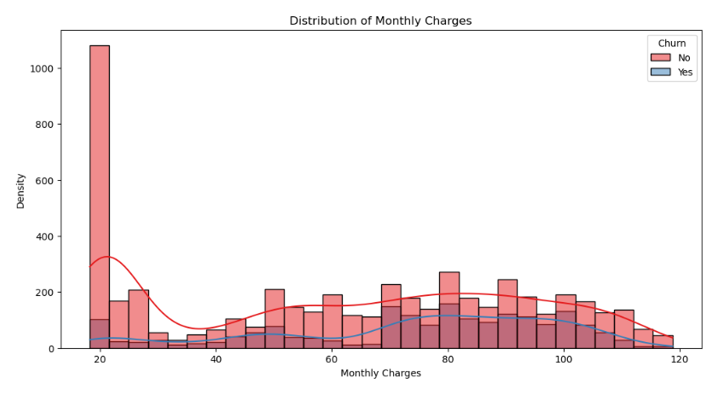 Distribution of Monthly Charges
Churn
No
Yes
Density
1000
800
600
400
200
0
20 40 60 80 100 120
Monthly Charges